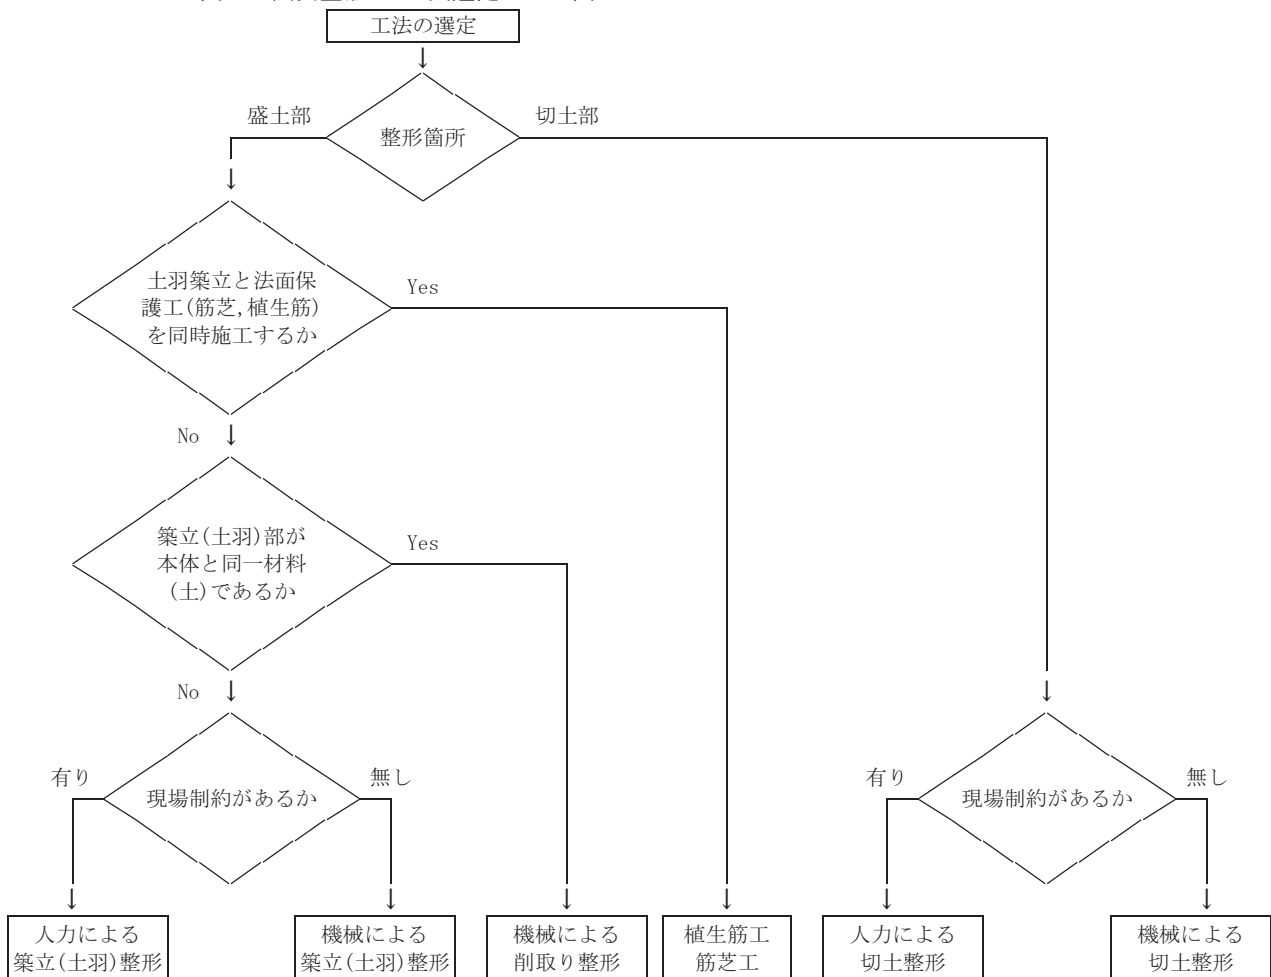 工法の選定
↓
盛土部
切土部
整形箇所
↓
土羽築立と法面保
護工(筋芝,植生筋)
を同時施工するか
Yes
No ↓
築立(土羽)部が
本体と同一材料
(土)であるか
Yes
No ↓
↓
有り
無し
現場制約があるか
有り
無し
現場制約があるか
↓ ↓ ↓ ↓ ↓ ↓
人力による
築立(土羽)整形
機械による
築立(土羽)整形
機械による
削取り整形
植生筋工
筋芝工
人力による
切土整形
機械による
切土整形